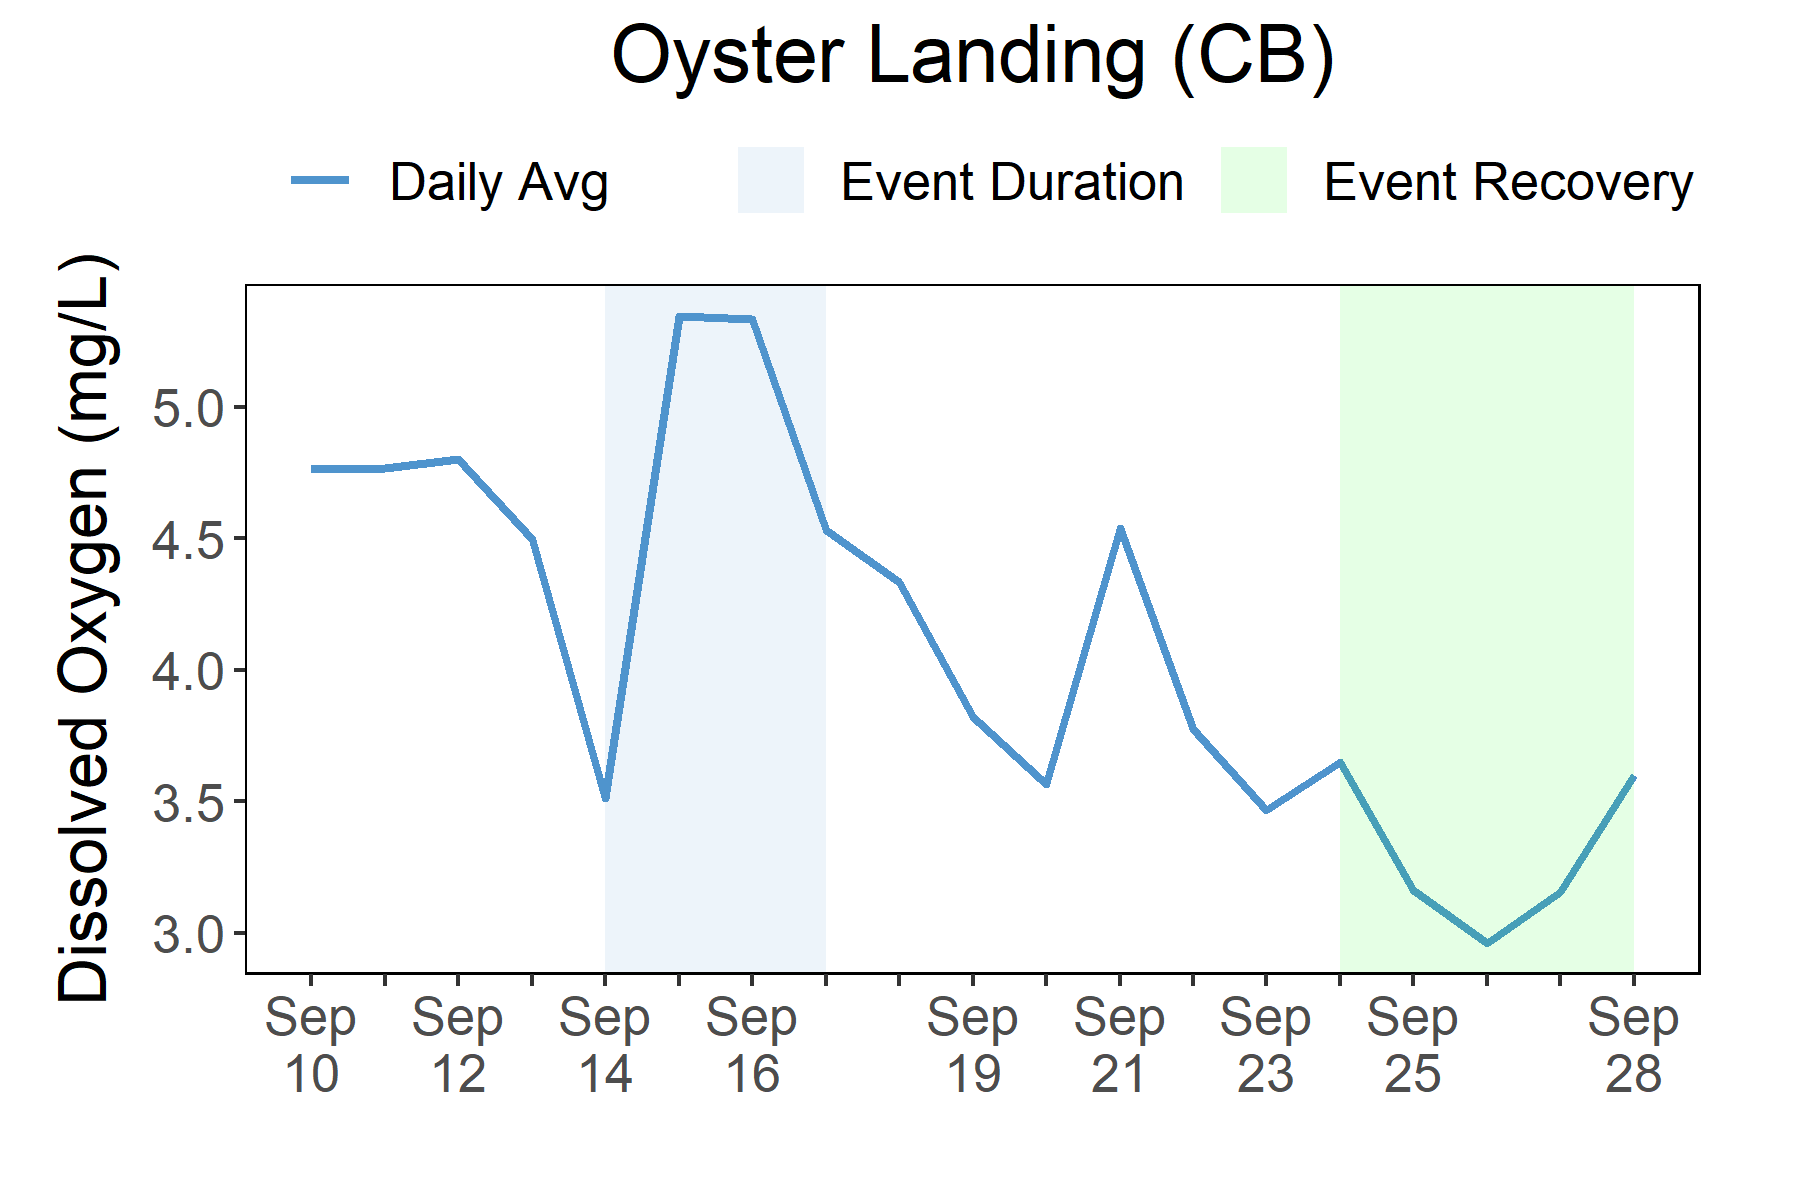 Oyster Landing (CB)
Daily Avg Event Duration Event Recovery
Dissolved Oxygen (mg/L)
5.0
4.5
4.0
3.5
3.0
Sep Sep Sep Sep Sep Sep Sep Sep Sep
10 12 14 16 19 21 23 25 28